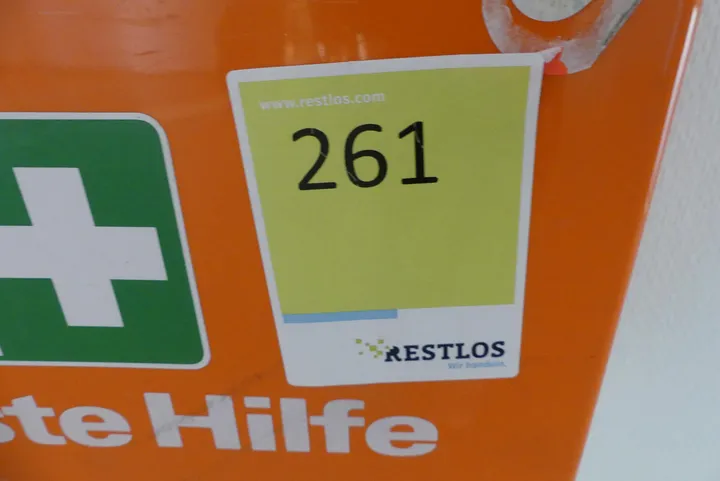 www.restlos.com
261
RESTLOS
Wir handeln.
ste Hilfe